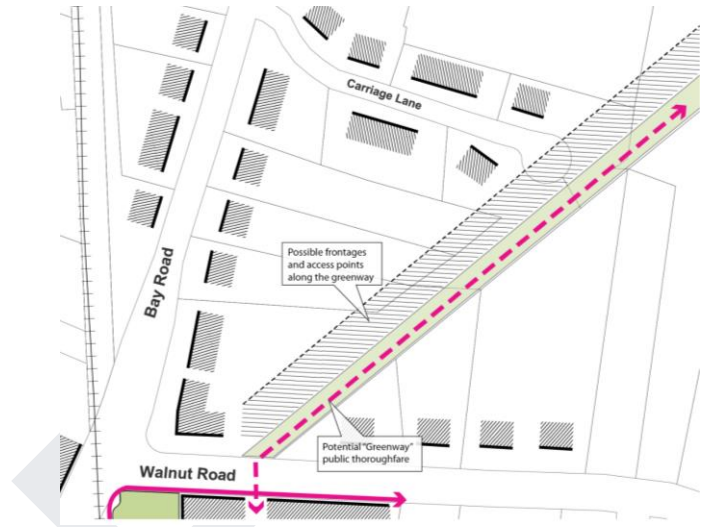 Carriage Lane
Possible frontages
and access points
along the greenway
Bay Road
Potential "Greenway"
public thoroughfare
Walnut Road